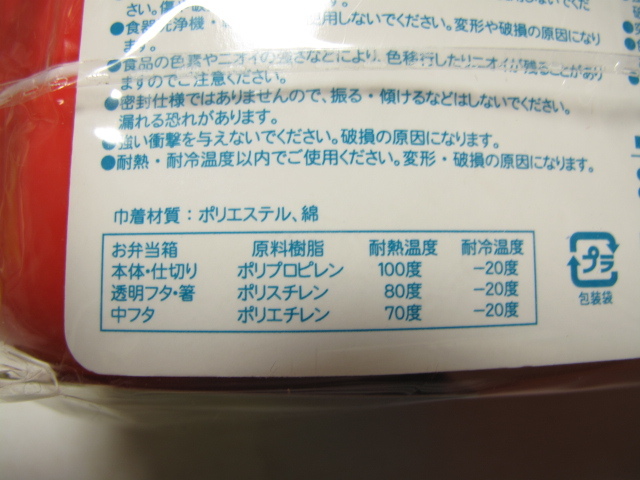 ●食器洗浄機・ 使用しないでください。変形や破損の原因になり
ます。
●食品の色素やニオイの強さなどにより、色移行したりニオイが残ることがあり
ますのでご注意ください。
●密封仕様ではありませんので、振る・傾けるなどはしないでください。
漏れる恐れがあります。
●強い衝撃を与えないでください。破損の原因になります。
●耐熱・耐冷温度以内でご使用ください。変形・破損の原因になります。
巾着材質：ポリエステル、綿
お弁当箱 原料樹脂 耐熱温度 耐冷温度
本体・仕切り ポリプロピレン 100度 －20度
透明フタ・箸 ポリスチレン 80度 －20度
中フタ ポリエチレン 70度 －20度
プラ
包装袋